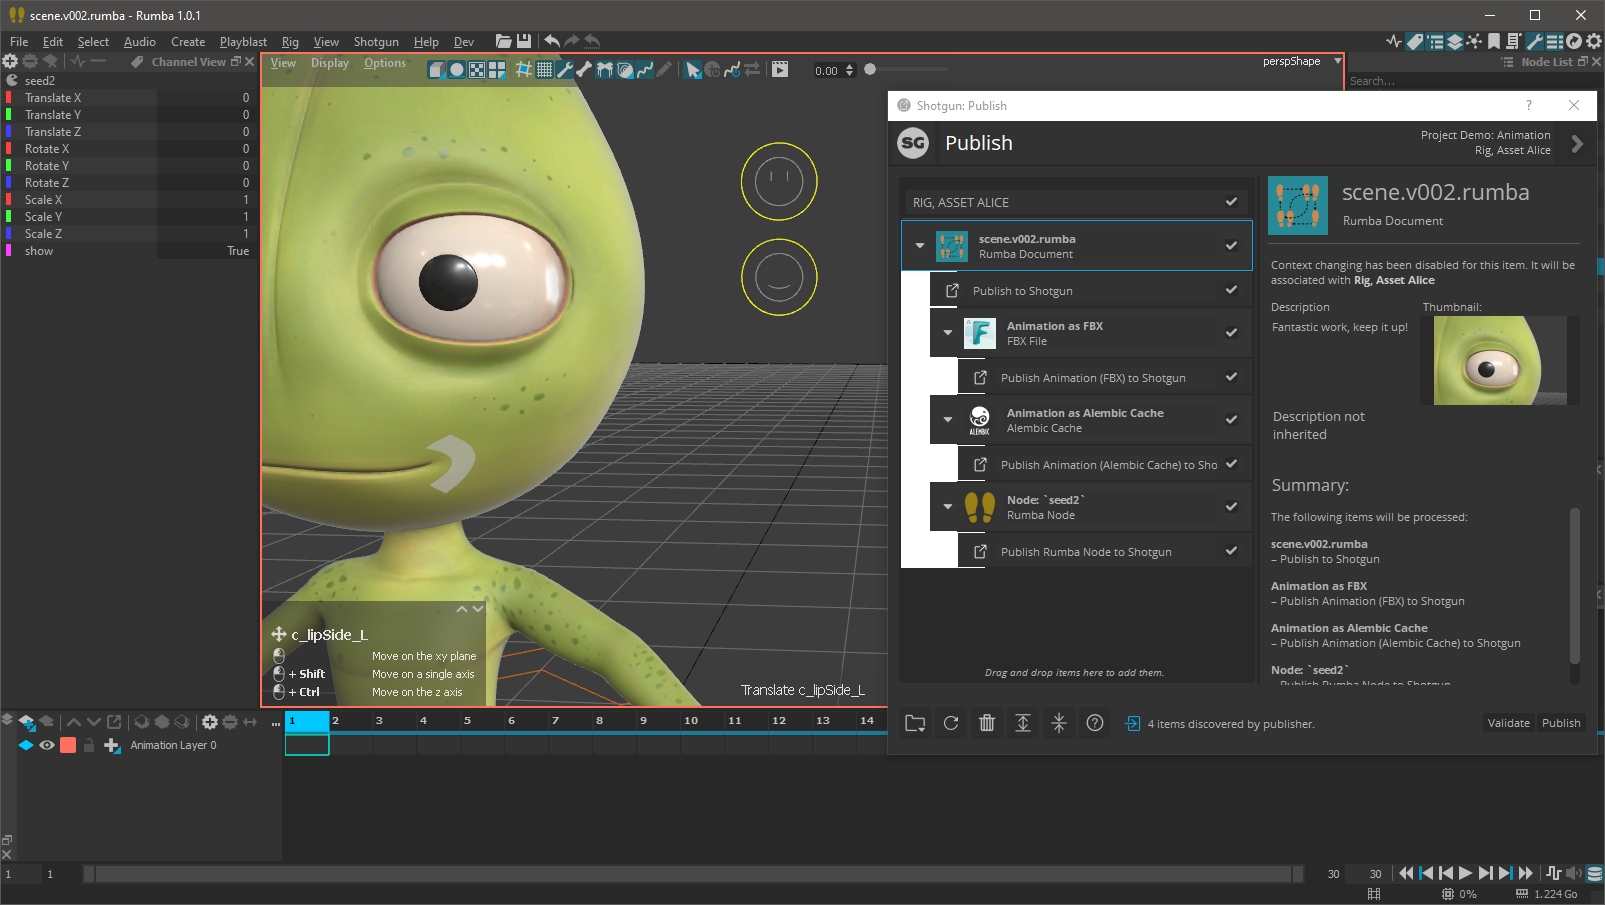 scene.v002.rumba - Rumba 1.0.1
File Edit Select Audio Create Playblast Rig View Shotgun Help Dev
Channel View
seed2
Translate X 0
Translate Y 0
Translate Z 0
Rotate X 0
Rotate Y 0
Rotate Z 0
Scale X 1
Scale Y 1
Scale Z 1
show True
View Display Options
0.00
perspShape
Node List
Search...
c_lipSide_L
Move on the xy plane
+ Shift Move on a single axis
+ Ctrl Move on the z axis
Translate c_lipSide_L
Shotgun: Publish
?
SG Publish
Project Demo: Animation
Rig, Asset Alice
RIG, ASSET ALICE
scene.v002.rumba
Rumba Document
Publish to Shotgun
Animation as FBX
FBX File
Publish Animation (FBX) to Shotgun
Animation as Alembic Cache
Alembic Cache
ALEMBIC
Publish Animation (Alembic Cache) to Sho
Node: `seed2`
Rumba Node
Publish Rumba Node to Shotgun
Drag and drop items here to add them.
4 items discovered by publisher.
Validate Publish
scene.v002.rumba
Rumba Document
Context changing has been disabled for this item. It will be
associated with Rig, Asset Alice
Description Thumbnail:
Fantastic work, keep it up!
Description not
inherited
Summary:
The following items will be processed:
scene.v002.rumba
– Publish to Shotgun
Animation as FBX
– Publish Animation (FBX) to Shotgun
Animation as Alembic Cache
– Publish Animation (Alembic Cache) to Shotgun
Node: `seed2`
– Publish Rumba Node to Shotgun
... 1 2 3 4 5 6 7 8 9 10 11 12 13 14
Animation Layer 0
1 1 30 30
0% 1.224 Go